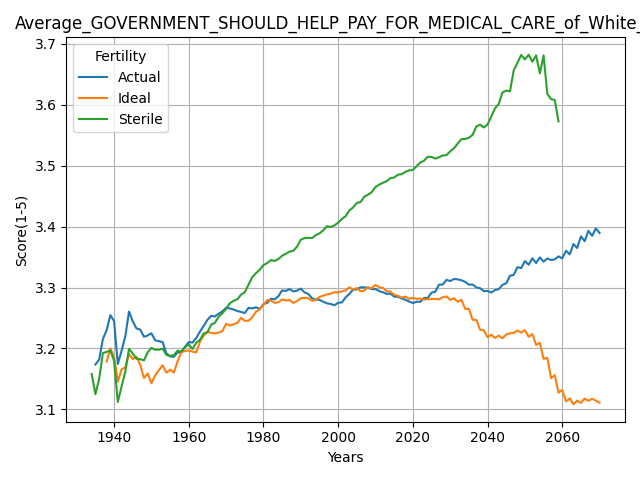 Average_GOVERNMENT_SHOULD_HELP_PAY_FOR_MEDICAL_CARE_of_White_
Fertility
Actual
Ideal
Sterile
Score(1-5)
3.7
3.6
3.5
3.4
3.3
3.2
3.1
1940 1960 1980 2000 2020 2040 2060
Years